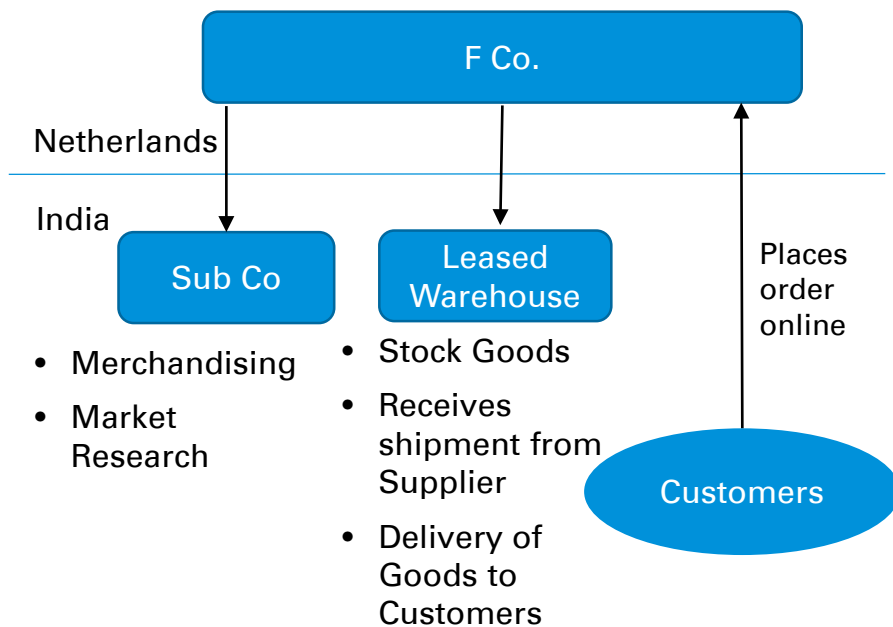 F Co.
Netherlands
India
Sub Co
Leased
Warehouse
Places
order
online
• Merchandising
• Market
Research
• Stock Goods
• Receives
shipment from
Supplier
• Delivery of
Goods to
Customers
Customers